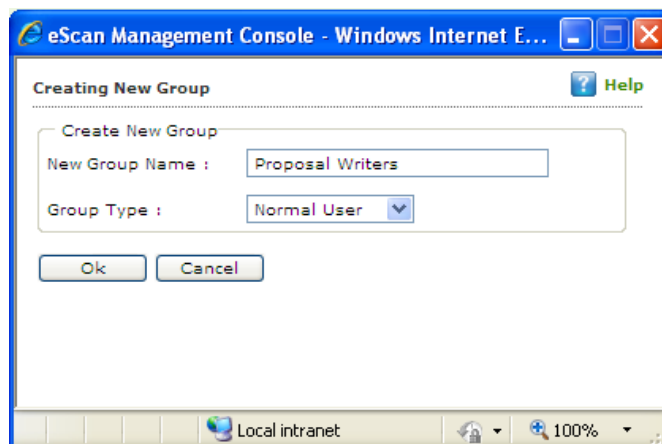 eScan Management Console - Windows Internet E...
Creating New Group
? Help
Create New Group
New Group Name : Proposal Writers
Group Type : Normal User
Ok Cancel
Local intranet 100%